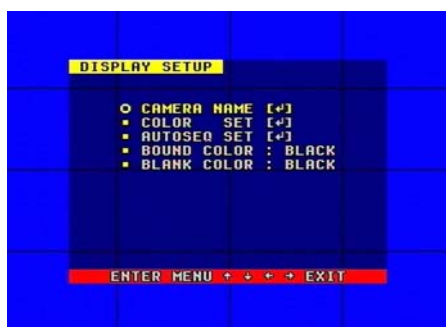 DISPLAY SETUP
CAMERA NAME [↵]
COLOR SET [↵]
AUTOSEQ SET [↵]
BOUND COLOR : BLACK
BLANK COLOR : BLACK
ENTER MENU ↑ ↓ ← → EXIT